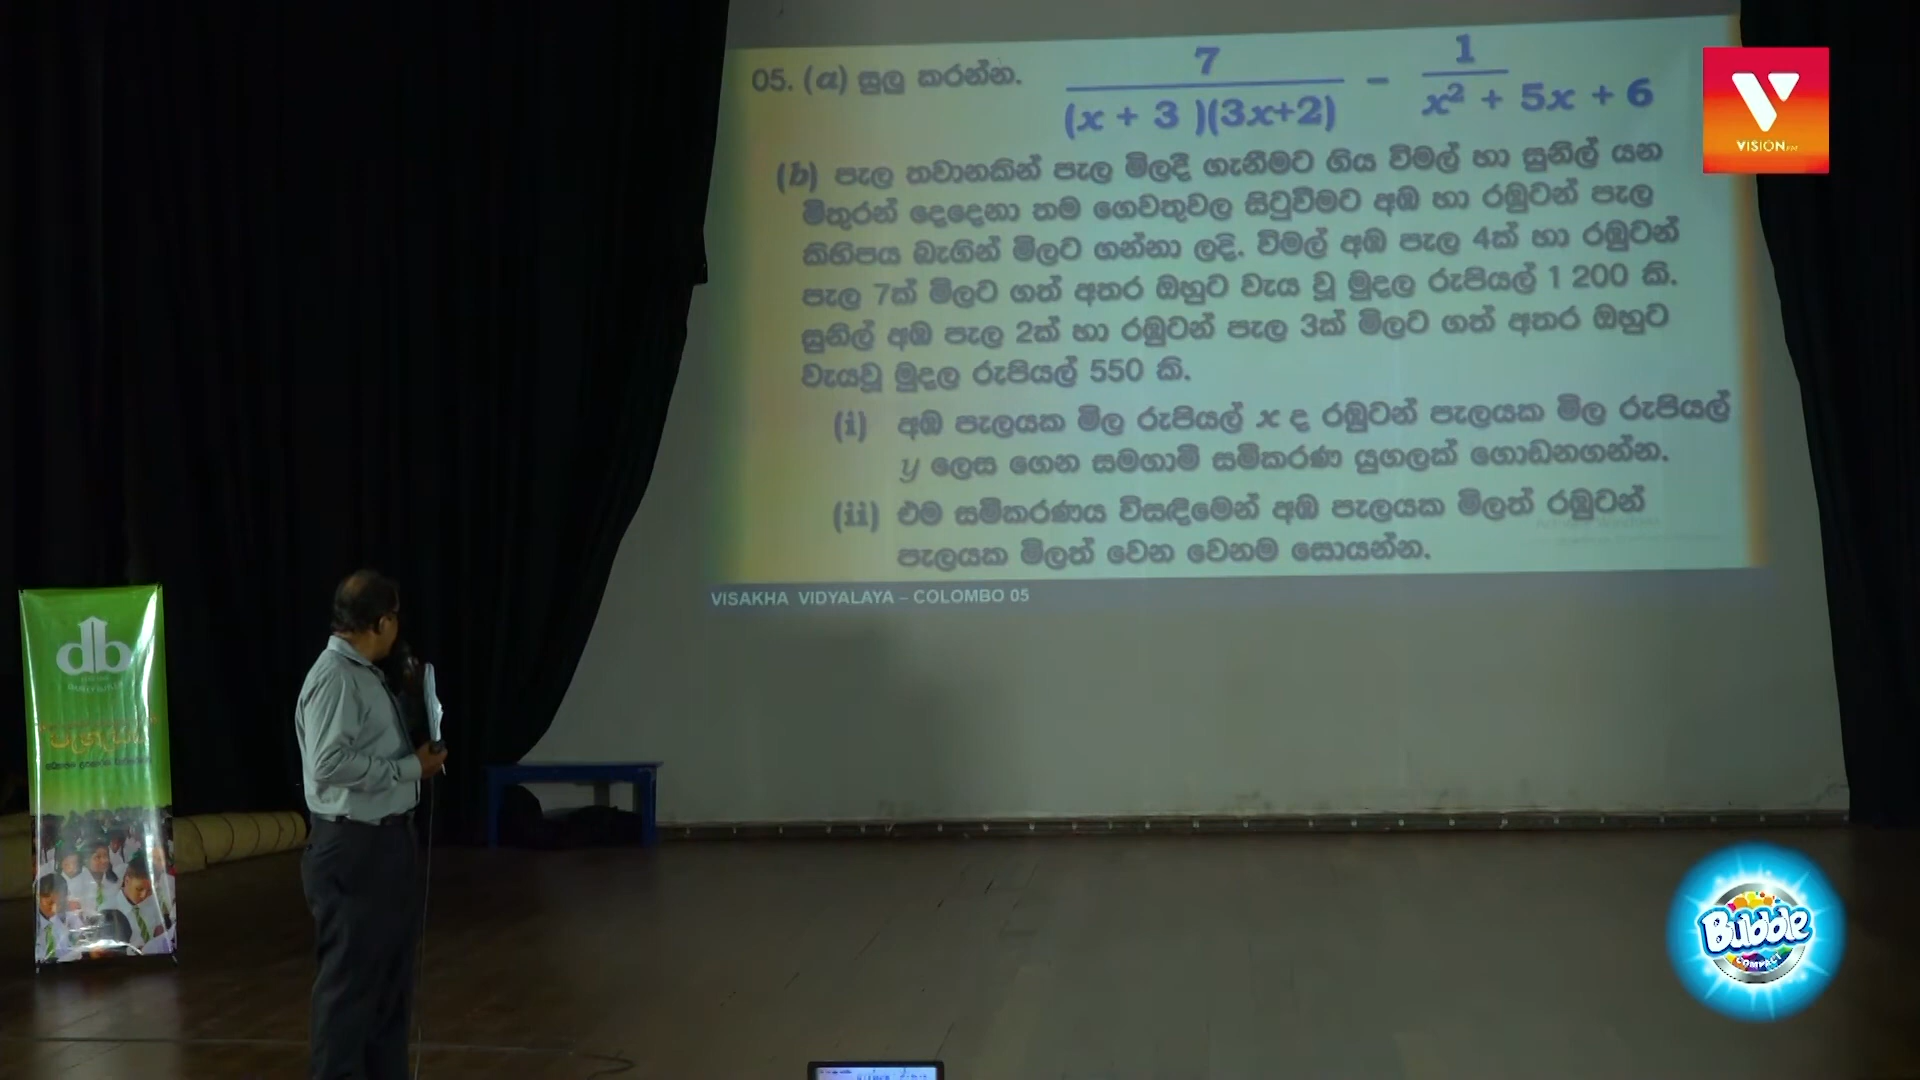 05. (a) සුලු කරන්න. 7 / (x + 3 )(3x+2) − 1 / x² + 5x + 6
(b) පැල තවානකින් පැල මිලදී ගැනීමට ගිය විමල් හා සුනිල් යන
මිතුරන් දෙදෙනා තම ගෙවතුවල සිටුවීමට අඹ හා රඹුටන් පැල
කිහිපය බැගින් මිලට ගන්නා ලදි. විමල් අඹ පැල 4ක් හා රඹුටන්
පැල 7ක් මිලට ගත් අතර ඔහුට වැය වූ මුදල රුපියල් 1 200 කි.
සුනිල් අඹ පැල 2ක් හා රඹුටන් පැල 3ක් මිලට ගත් අතර ඔහුට
වැයවූ මුදල රුපියල් 550 කි.
(i) අඹ පැලයක මිල රුපියල් x ද රඹුටන් පැලයක මිල රුපියල්
y ලෙස ගෙන සමගාමී සමීකරණ යුගලක් ගොඩනගන්න.
(ii) එම සමීකරණය විසඳීමෙන් අඹ පැලයක මිලත් රඹුටන්
පැලයක මිලත් වෙන වෙනම සොයන්න.
VISAKHA VIDYALAYA – COLOMBO 05
VISION FM
db
Bubble
COMPACT